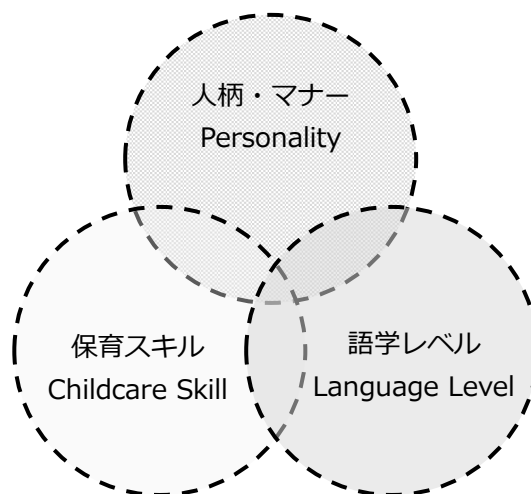 人柄・マナー
Personality
保育スキル
Childcare Skill
語学レベル
Language Level